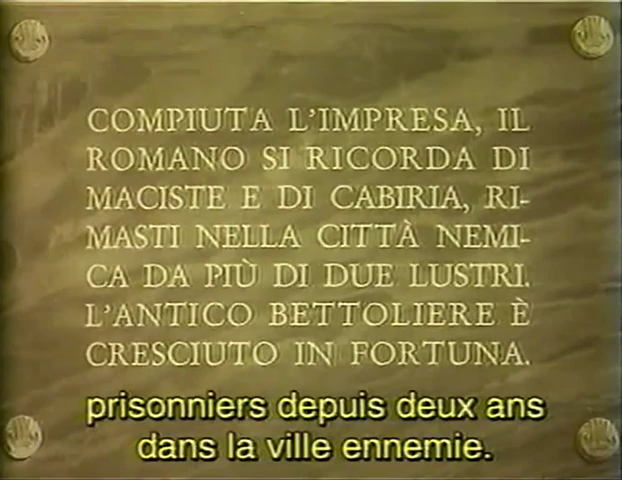 COMPIUTA L'IMPRESA, IL
ROMANO SI RICORDA DI
MACISTE E DI CABIRIA, RI-
MASTI NELLA CITTÀ NEMI-
CA DA PIÙ DI DUE LUSTRI.
L'ANTICO BETTOLIERE È
CRESCIUTO IN FORTUNA.
prisonniers depuis deux ans
dans la ville ennemie.